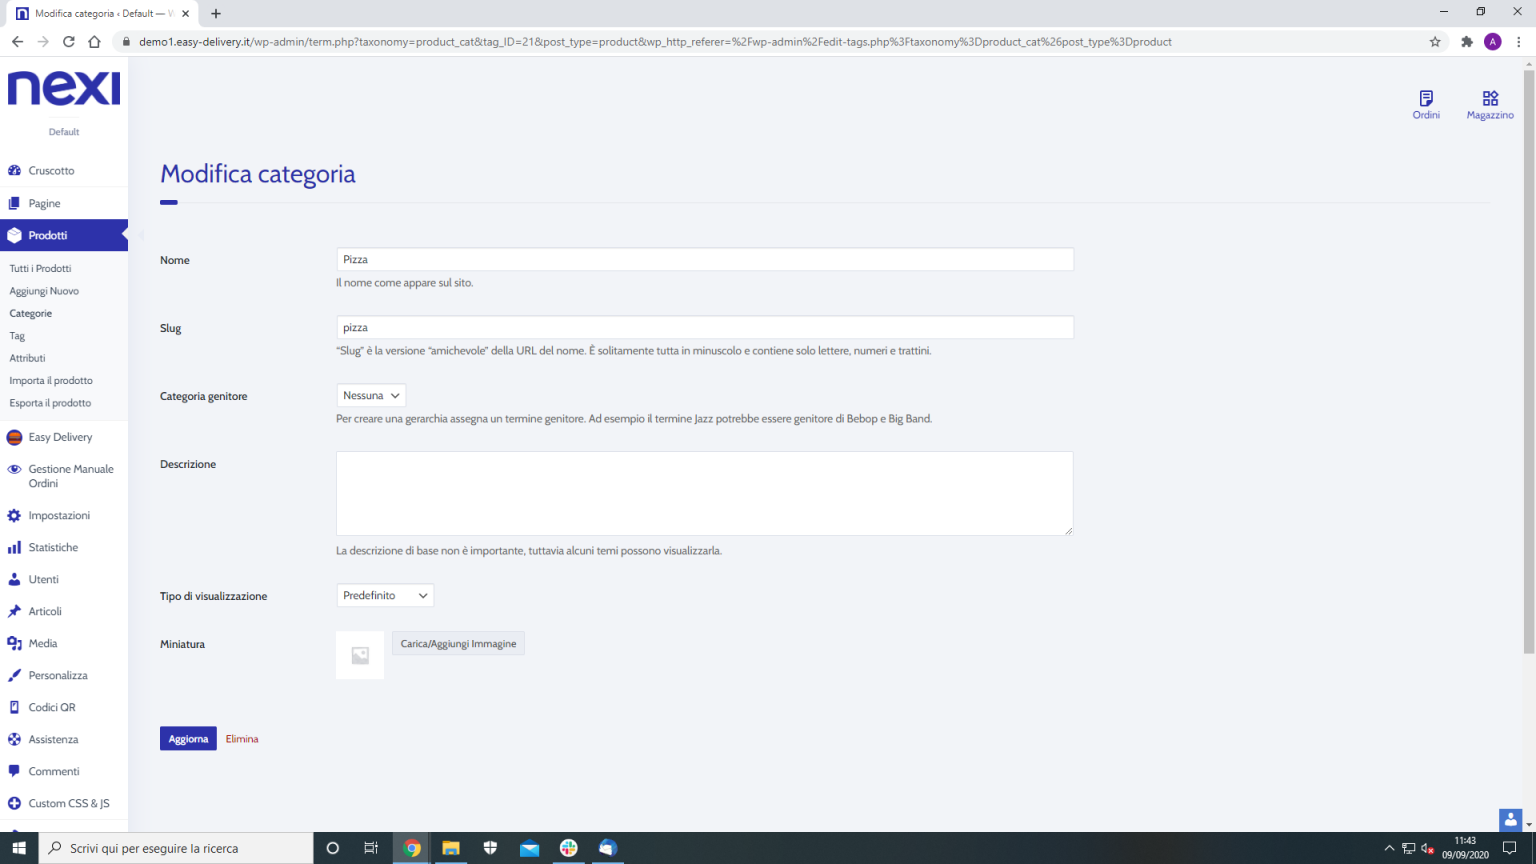 Modifica categoria ‹ Default — W
demo1.easy-delivery.it/wp-admin/term.php?taxonomy=product_cat&tag_ID=21&post_type=product&wp_http_referer=%2Fwp-admin%2Fedit-tags.php%3Ftaxonomy%3Dproduct_cat%26post_type%3Dproduct
A
nexi
Default
Ordini
Magazzino
Cruscotto
Pagine
Prodotti
Tutti i Prodotti
Aggiungi Nuovo
Categorie
Tag
Attributi
Importa il prodotto
Esporta il prodotto
Easy Delivery
Gestione Manuale
Ordini
Impostazioni
Statistiche
Utenti
Articoli
Media
Personalizza
Codici QR
Assistenza
Commenti
Custom CSS & JS
Modifica categoria
Nome
Pizza
Il nome come appare sul sito.
Slug
pizza
“Slug” è la versione “amichevole” della URL del nome. È solitamente tutta in minuscolo e contiene solo lettere, numeri e trattini.
Categoria genitore
Nessuna
Per creare una gerarchia assegna un termine genitore. Ad esempio il termine Jazz potrebbe essere genitore di Bebop e Big Band.
Descrizione
La descrizione di base non è importante, tuttavia alcuni temi possono visualizzarla.
Tipo di visualizzazione
Predefinito
Miniatura
Carica/Aggiungi Immagine
Aggiorna
Elimina
Scrivi qui per eseguire la ricerca
11:43
09/09/2020